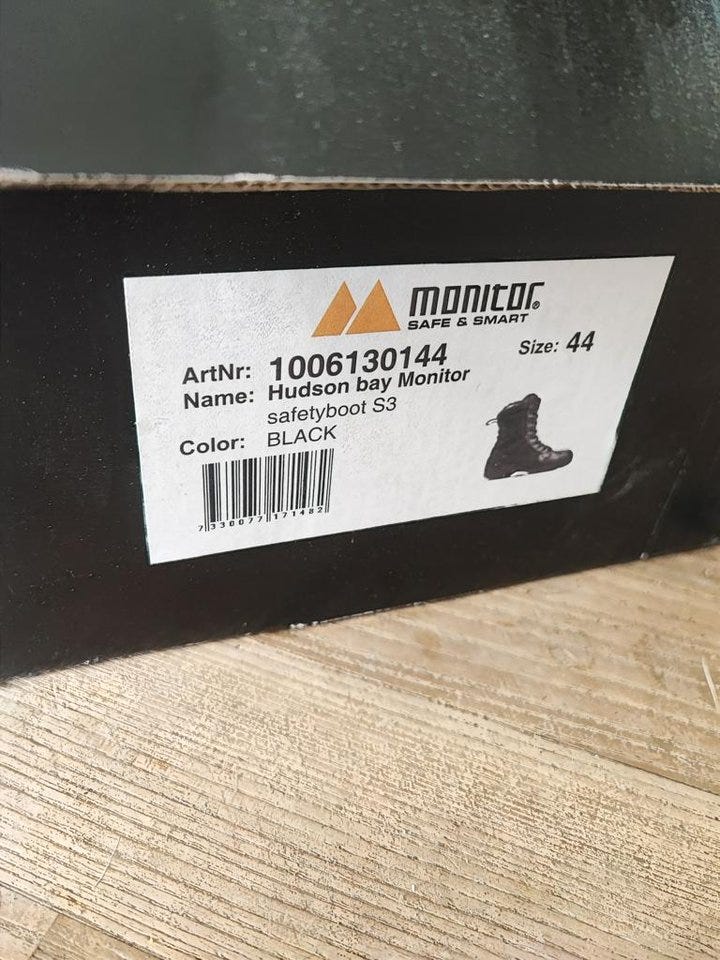 monitor®
SAFE & SMART
ArtNr: 1006130144
Size: 44
Name: Hudson bay Monitor
safetyboot S3
Color: BLACK
7 330077 171482